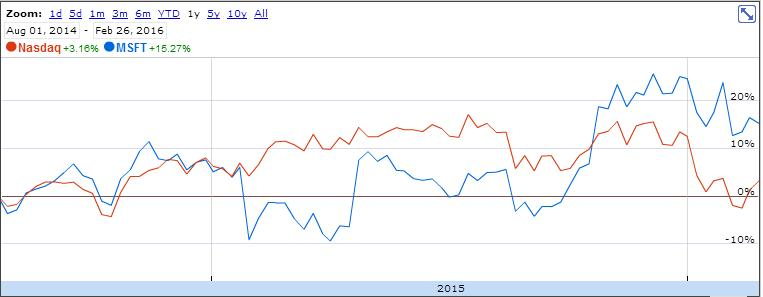 Zoom: 1d 5d 1m 3m 6m YTD 1y 5y 10y All
Aug 01, 2014 - Feb 26, 2016
Nasdaq +3.16% MSFT +15.27%
20%
10%
0%
-10%
2015